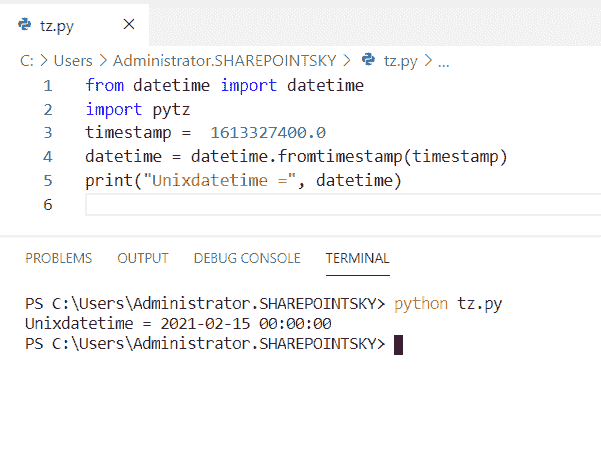 tz.py
C: > Users > Administrator.SHAREPOINTSKY > tz.py > ...
1 from datetime import datetime
2 import pytz
3 timestamp =  1613327400.0
4 datetime = datetime.fromtimestamp(timestamp)
5 print("Unixdatetime =", datetime)
6
PROBLEMS OUTPUT DEBUG CONSOLE TERMINAL
PS C:\Users\Administrator.SHAREPOINTSKY> python tz.py
Unixdatetime = 2021-02-15 00:00:00
PS C:\Users\Administrator.SHAREPOINTSKY>